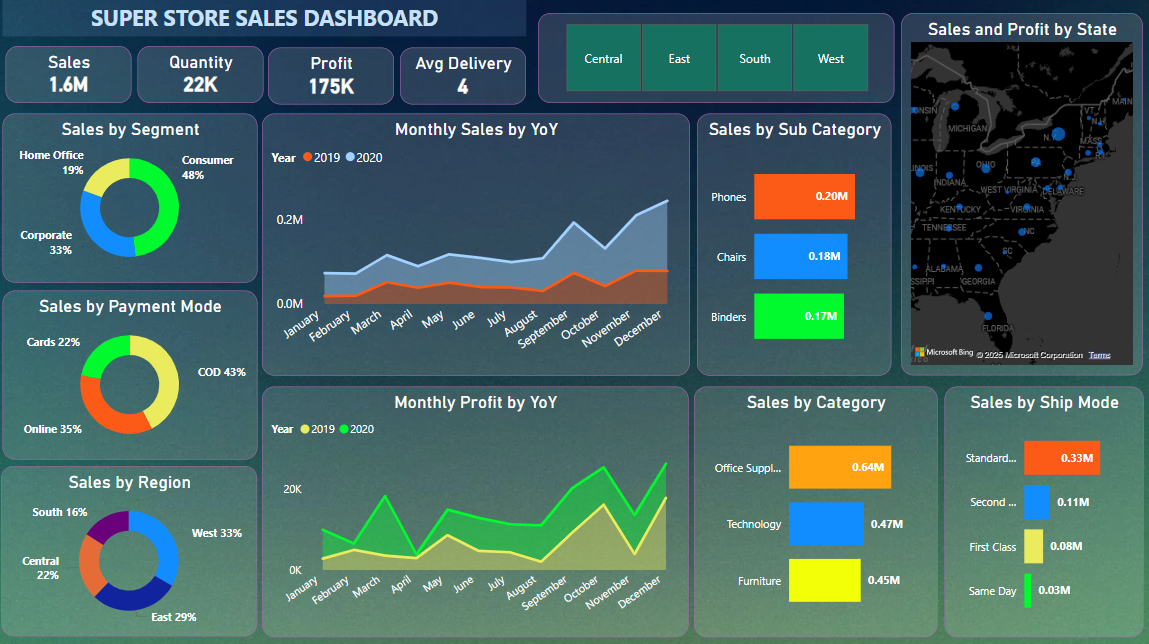 SUPER STORE SALES DASHBOARD
Sales
1.6M
Quantity
22K
Profit
175K
Avg Delivery
4
Central
East
South
West
Sales by Segment
Home Office
19%
Consumer
48%
Corporate
33%
Sales by Payment Mode
Cards 22%
COD 43%
Online 35%
Sales by Region
South 16%
West 33%
Central
22%
East 29%
Monthly Sales by YoY
Year 2019 2020
0.2M
0.0M
January
February
March
April
May
June
July
August
September
October
November
December
Monthly Profit by YoY
Year 2019 2020
20K
0K
January
February
March
April
May
June
July
August
September
October
November
December
Sales by Sub Category
Phones
0.20M
Chairs
0.18M
Binders
0.17M
Sales by Category
Office Suppl...
0.64M
Technology
0.47M
Furniture
0.45M
Sales and Profit by State
MAIN
VT.
N.H.
MICHIGAN
N.Y.
MASS.
R.I.
OHIO
PA
INDIANA
N.J.
WEST VIRGINIA
DELAWARE
KENTUCKY
VIRGINIA
TENNESSEE
NC
SC
ALABAMA
GEORGIA
SSIPPI
FLORIDA
Microsoft Bing
© 2025 Microsoft Corporation
Terms
Sales by Ship Mode
Standard...
0.33M
Second ...
0.11M
First Class
0.08M
Same Day
0.03M